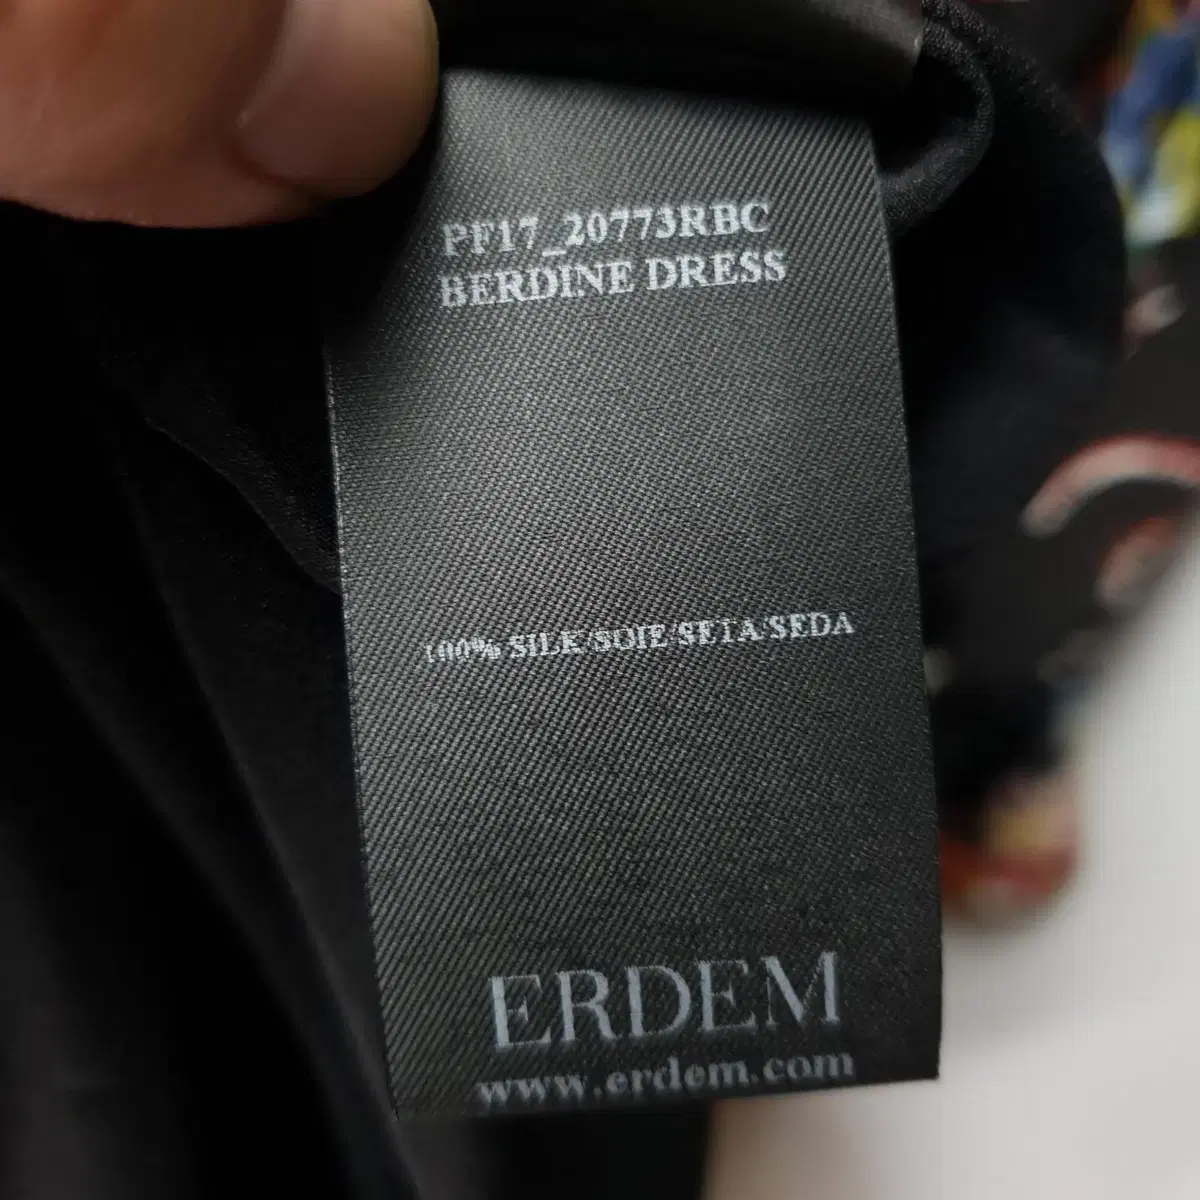 PF17_20773RBC
BERDINE DRESS
100% SILK/SOIE/SETA/SEDA
ERDEM
www.erdem.com